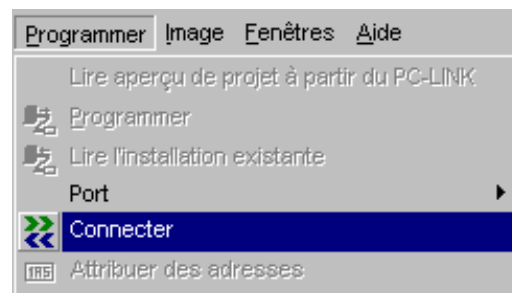 Programmer Image Fenêtres Aide
Lire aperçu de projet à partir du PC-LINK
Programmer
Lire l'installation existante
Port
Connecter
Attribuer des adresses